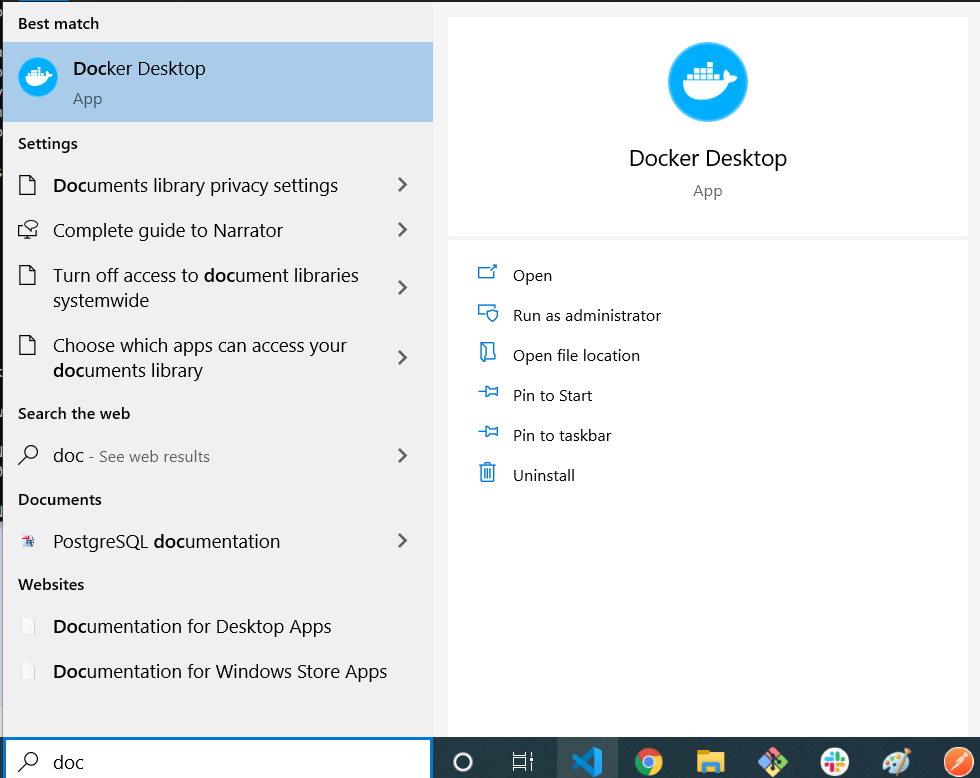 Best match
Docker Desktop
App
Settings
Documents library privacy settings
Complete guide to Narrator
Turn off access to document libraries
systemwide
Choose which apps can access your
documents library
Search the web
doc - See web results
Documents
PostgreSQL documentation
Websites
Documentation for Desktop Apps
Documentation for Windows Store Apps
doc
Docker Desktop
App
Open
Run as administrator
Open file location
Pin to Start
Pin to taskbar
Uninstall